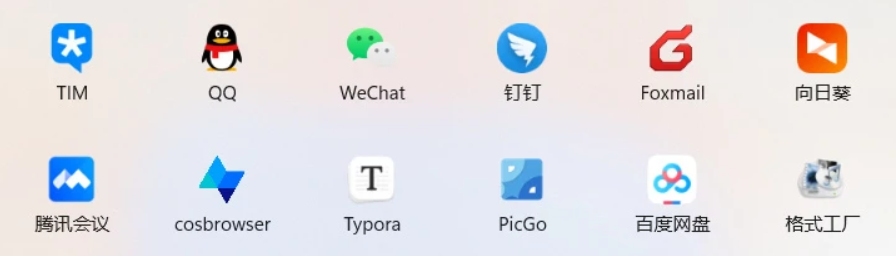 TIM
QQ
WeChat
钉钉
Foxmail
向日葵
腾讯会议
cosbrowser
Typora
PicGo
百度网盘
格式工厂